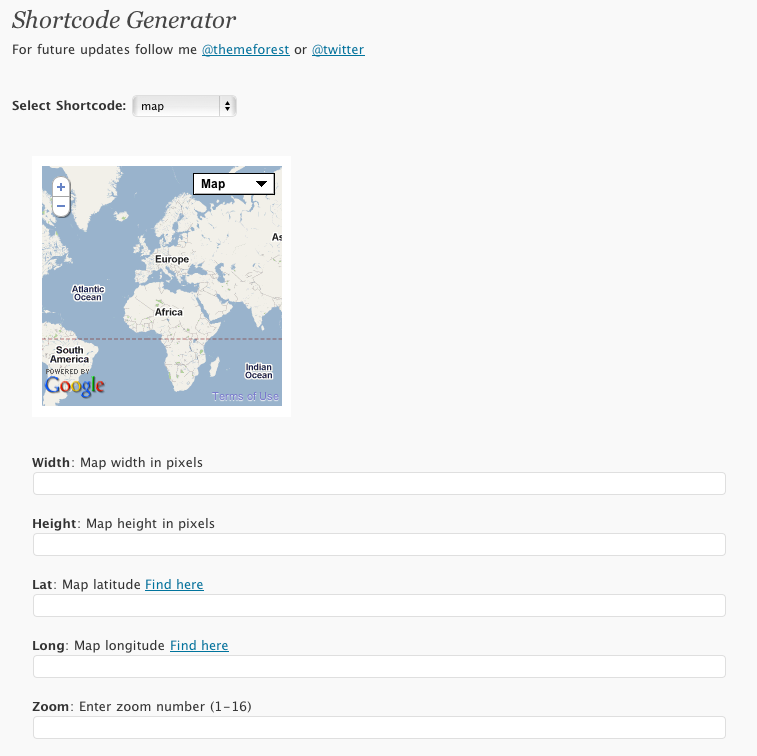 Shortcode Generator
For future updates follow me @themeforest or @twitter
Select Shortcode: map
Map
+
−
As
Europe
Atlantic
Ocean
Africa
South
America
Indian
Ocean
POWERED BY
Google
Terms of Use
Width: Map width in pixels
Height: Map height in pixels
Lat: Map latitude Find here
Long: Map longitude Find here
Zoom: Enter zoom number (1-16)